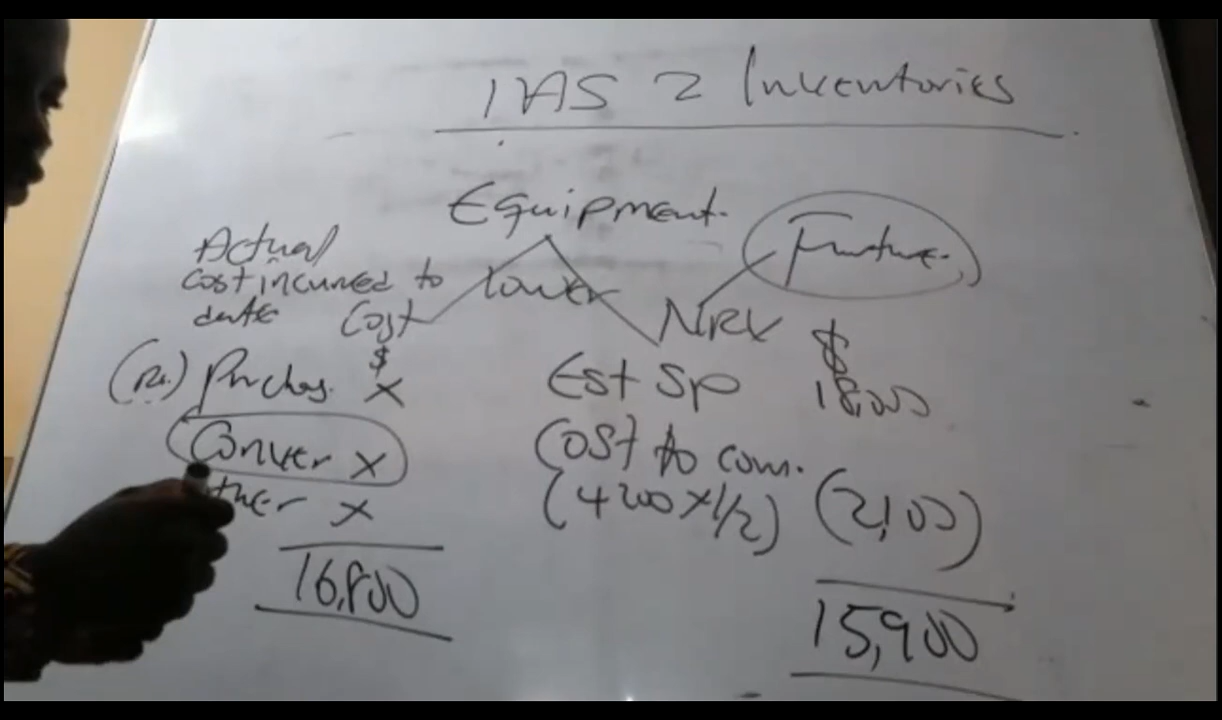 IAS 2 Inventories
Equipment.
Actual
cost incurred to
date
lower
Future.
Cost
NRV
$
$
Purchas. X
Est SP 18,000
Conver X
Cost to com.
ther X
(4200 X 1/2) (2,100)
16,800
15,900